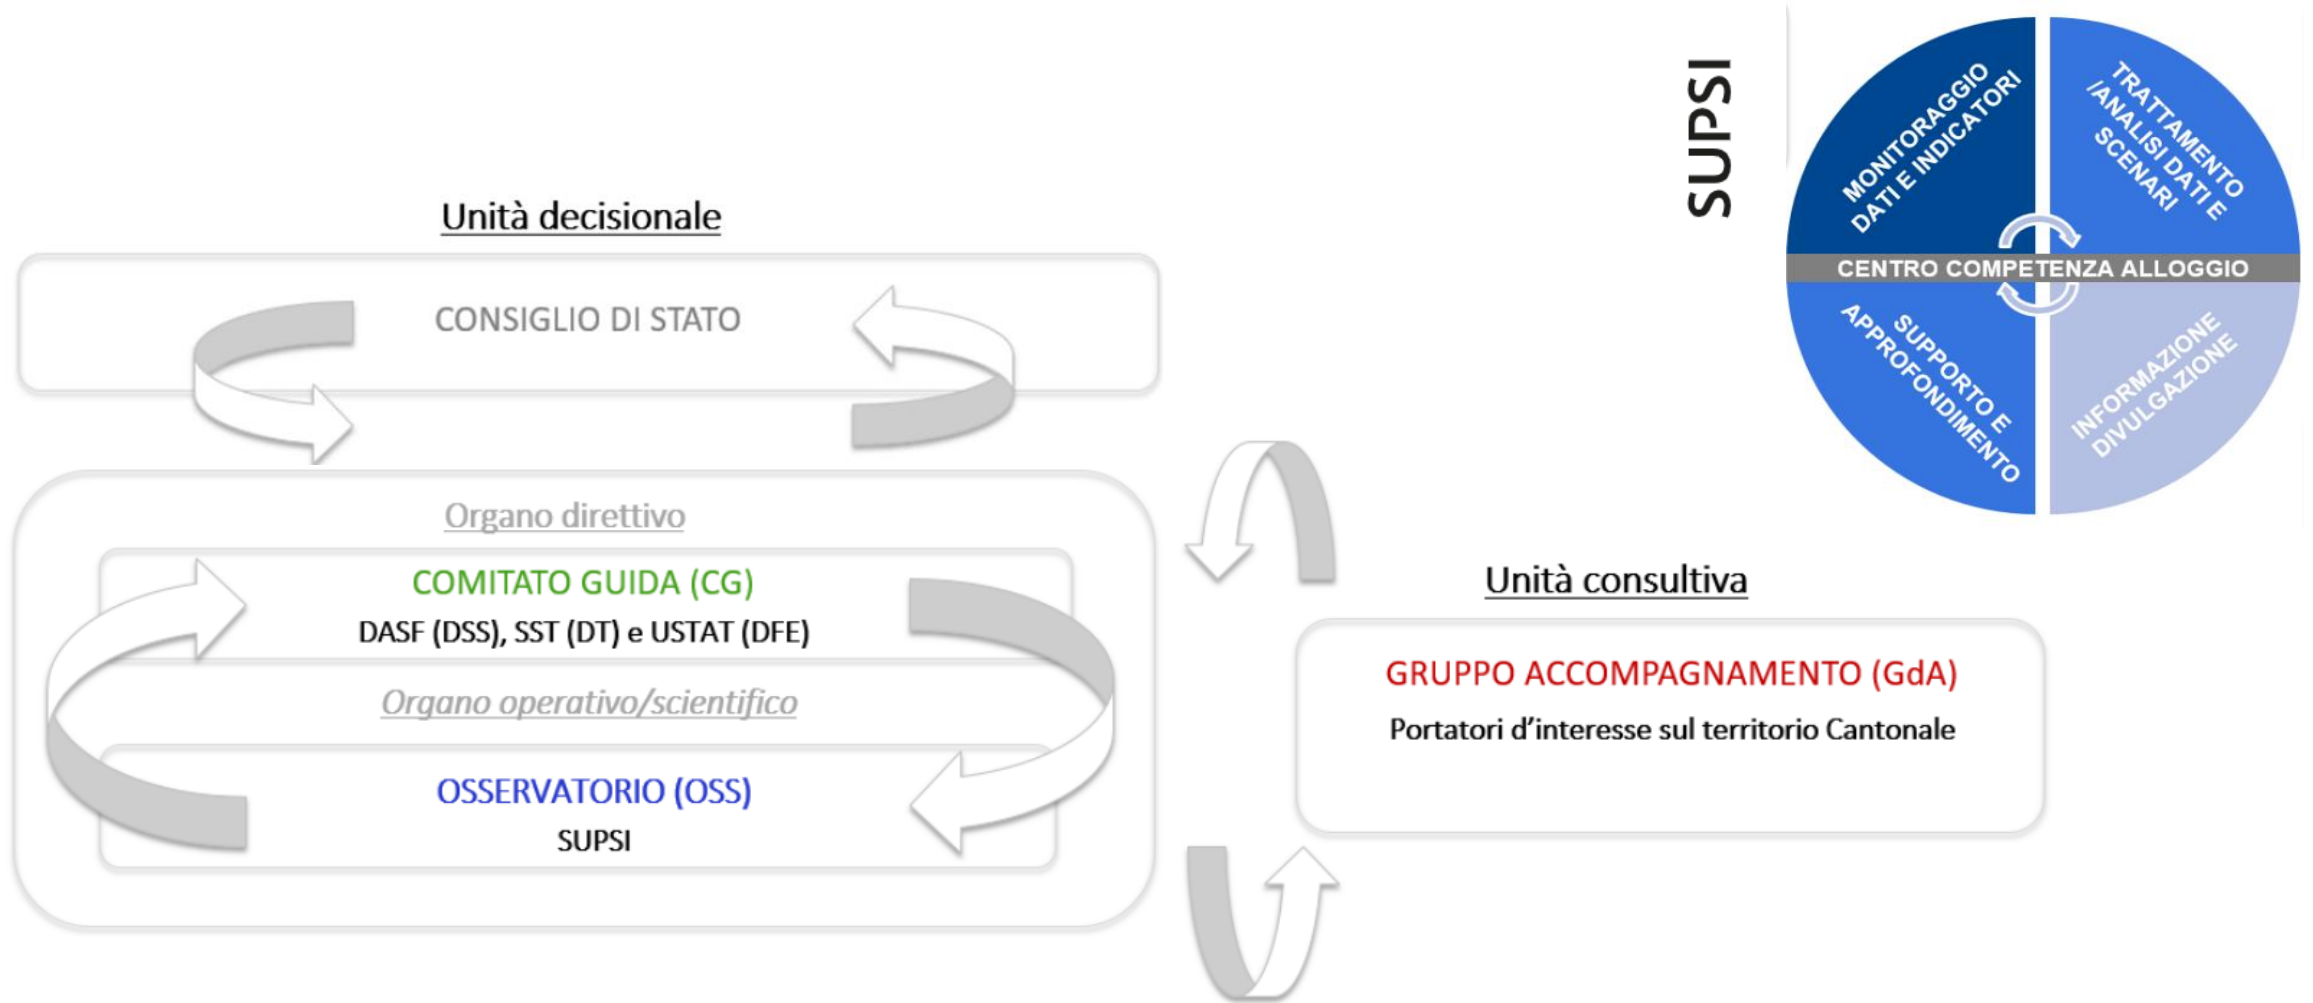 Unità decisionale
CONSIGLIO DI STATO
Organo direttivo
COMITATO GUIDA (CG)
DASF (DSS), SST (DT) e USTAT (DFE)
Organo operativo/scientifico
OSSERVATORIO (OSS)
SUPSI
Unità consultiva
GRUPPO ACCOMPAGNAMENTO (GdA)
Portatori d’interesse sul territorio Cantonale
SUPSI
MONITORAGGIO
DATI E INDICATORI
TRATTAMENTO
/ANALISI DATI E
SCENARI
CENTRO COMPETENZA ALLOGGIO
SUPPORTO E
APPROFONDIMENTO
INFORMAZIONE
DIVULGAZIONE